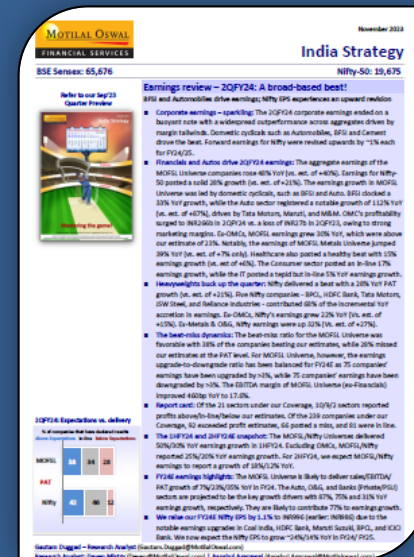 November 2023
MOTILAL OSWAL
FINANCIAL SERVICES
India Strategy
BSE Sensex: 65,676
Nifty-50: 19,675
Refer to our Sep'23
Quarter Preview
India Strategy
Mastering the game!
Earnings review – 2QFY24: A broad-based beat!
BFSI and Automobiles drive earnings; Nifty EPS experiences an upward revision
Corporate earnings – sparkling: The 2QFY24 corporate earnings ended on a
buoyant note with a widespread outperformance across aggregates driven by
margin tailwinds. Domestic cyclicals such as Automobiles, BFSI and Cement
drove the beat. Forward earnings for Nifty were revised upwards by ~1% each
for FY24/25.
Financials and Autos drive 2QFY24 earnings: The aggregate earnings of the
MOFSL Universe companies rose 46% YoY (vs. est. of +40%). Earnings for Nifty-
50 posted a solid 28% growth (vs. est. of +21%). The earnings growth in MOFSL
Universe was led by domestic cyclicals, such as BFSI and Auto. BFSI clocked a
33% YoY growth, while the Auto sector registered a notable growth of 112% YoY
(vs. est. of +87%), driven by Tata Motors, Maruti, and M&M. OMC's profitability
surged to INR266b in 2QFY24 vs. a loss of INR27b in 2QFY23, owing to strong
marketing margins. Ex-OMCs, MOFSL earnings grew 30% YoY, which were above
our estimate of 23%. Notably, the earnings of MOFSL Metals Universe jumped
39% YoY (vs. est. of +7% only). Healthcare also posted a healthy beat with 15%
earnings growth (vs. est of +6%). The Consumer sector posted an in-line 17%
earnings growth, while the IT posted a tepid but in-line 5% YoY earnings growth.
Heavyweights buck up the quarter: Nifty delivered a beat with a 28% YoY PAT
growth (vs. est. of +21%). Five Nifty companies – BPCL, HDFC Bank, Tata Motors,
JSW Steel, and Reliance Industries – contributed 68% of the incremental YoY
accretion in earnings. Ex-OMCs, Nifty's earnings grew 22% YoY (Vs. est. of
+15%). Ex-Metals & O&G, Nifty earnings were up 32% (Vs. est. of +27%).
The beat-miss dynamics: The beat-miss ratio for the MOFSL Universe was
favorable with 38% of the companies beating our estimates, while 28% missed
our estimates at the PAT level. For MOFSL Universe, however, the earnings
upgrade-to-downgrade ratio has been balanced for FY24E as 75 companies'
earnings have been upgraded by >3%, while 75 companies' earnings have been
downgraded by >3%. The EBITDA margin of MOFSL Universe (ex-Financials)
improved 460bp YoY to 17.6%.
Report card: Of the 21 sectors under our Coverage, 10/9/2 sectors reported
profits above/in-line/below our estimates. Of the 239 companies under our
Coverage, 92 exceeded profit estimates, 66 posted a miss, and 81 were in line.
The 1HFY24 and 2HFY24E snapshot: The MOFSL/Nifty Universes delivered
50%/30% YoY earnings growth in 1HFY24. Excluding OMCs, MOFSL/Nifty
reported 25%/20% YoY earnings growth. For 2HFY24, we expect MOFSL/Nifty
earnings to report a growth of 18%/12% YoY.
FY24E earnings highlights: The MOFSL Universe is likely to deliver sales/EBITDA/
PAT growth of 7%/23%/35% YoY in FY24. The Auto, O&G, and Banks (Private/PSU)
sectors are projected to be the key growth drivers with 87%, 75% and 31% YoY
earning growth, respectively. They are likely to contribute 77% to earnings growth.
We raise our FY24E Nifty EPS by 1.1% to INR996 (earlier: INR986) due to the
notable earnings upgrades in Coal India, HDFC Bank, Maruti Suzuki, BPCL, and ICICI
Bank. We now expect the Nifty EPS to grow ~24%/14% YoY in FY24/ FY25.
2QFY24: Expectations vs. delivery
% of companies that have declared results
Above Expectations In line Below Expectations
MOFSL 38 34 28
PAT
Nifty 42 46 12
Gautam Duggad – Research Analyst (Gautam.Duggad@MotilalOswal.com)